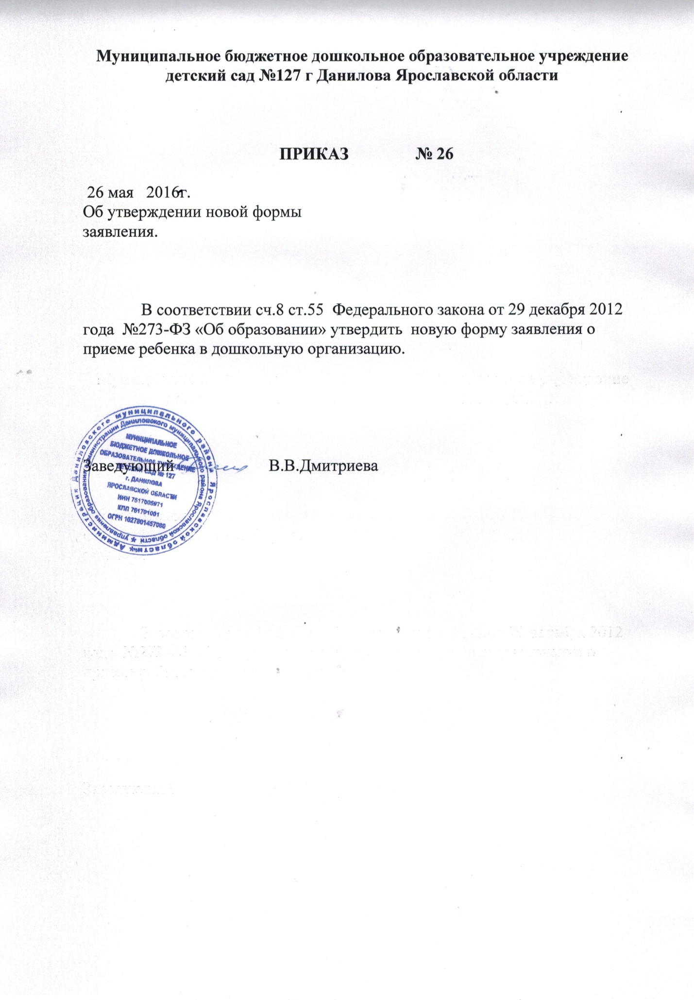 Муниципальное бюджетное дошкольное образовательное учреждение
детский сад №127 г Данилова Ярославской области
ПРИКАЗ № 26
26 мая 2016г.
Об утверждении новой формы
заявления.
В соответствии сч.8 ст.55 Федерального закона от 29 декабря 2012
года №273-ФЗ «Об образовании» утвердить новую форму заявления о
приеме ребенка в дошкольную организацию.
Заведующий В.В.Дмитриева
Администрация Даниловского муниципального района Ярославской области
управление образования администрации Даниловского муниципального района Ярославской области
МУНИЦИПАЛЬНОЕ
БЮДЖЕТНОЕ ДОШКОЛЬНОЕ
ОБРАЗОВАТЕЛЬНОЕ УЧРЕЖДЕНИЕ
ДЕТСКИЙ САД № 127
г. ДАНИЛОВА
ЯРОСЛАВСКОЙ ОБЛАСТИ
ИНН 7617005971
КПП 761701001
ОГРН 1027601457080